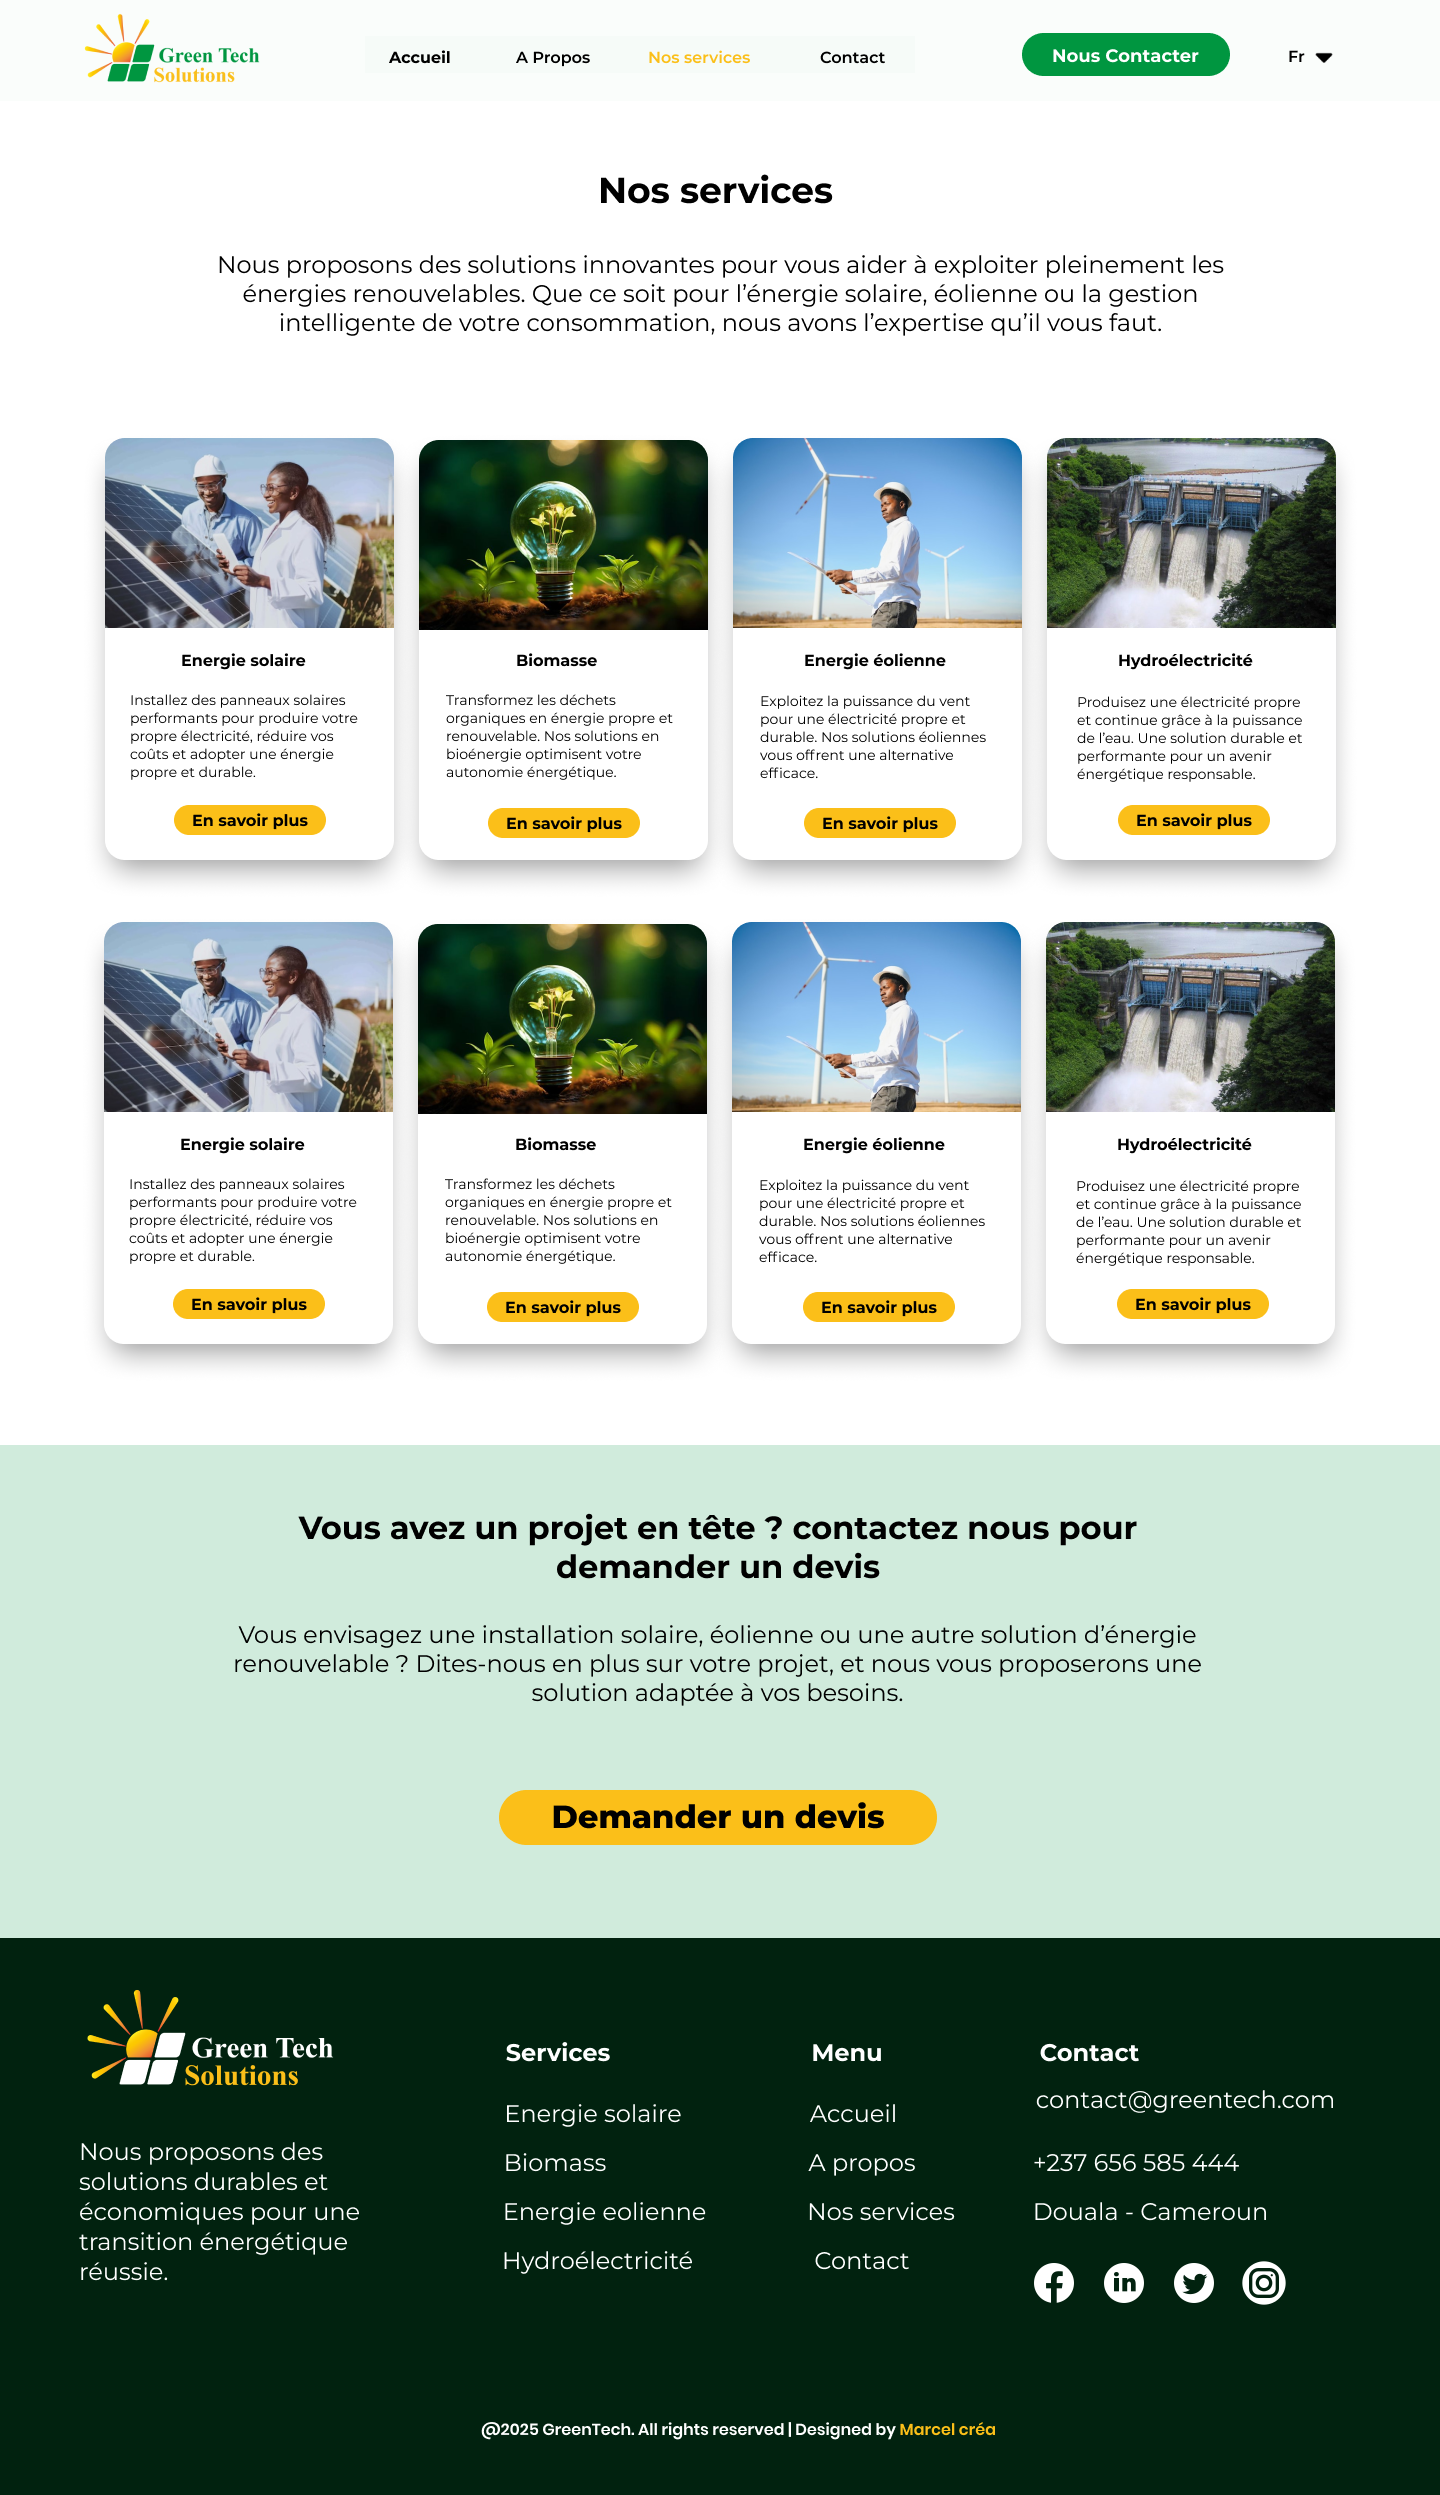 Green Tech
Solutions
Accueil
A Propos
Nos services
Contact
Nous Contacter
Fr
Nos services
Nous proposons des solutions innovantes pour vous aider à exploiter pleinement les
énergies renouvelables. Que ce soit pour l’énergie solaire, éolienne ou la gestion
intelligente de votre consommation, nous avons l’expertise qu’il vous faut.
Energie solaire
Installez des panneaux solaires
performants pour produire votre
propre électricité, réduire vos
coûts et adopter une énergie
propre et durable.
En savoir plus
Biomasse
Transformez les déchets
organiques en énergie propre et
renouvelable. Nos solutions en
bioénergie optimisent votre
autonomie énergétique.
En savoir plus
Energie éolienne
Exploitez la puissance du vent
pour une électricité propre et
durable. Nos solutions éoliennes
vous offrent une alternative
efficace.
En savoir plus
Hydroélectricité
Produisez une électricité propre
et continue grâce à la puissance
de l’eau. Une solution durable et
performante pour un avenir
énergétique responsable.
En savoir plus
Energie solaire
Installez des panneaux solaires
performants pour produire votre
propre électricité, réduire vos
coûts et adopter une énergie
propre et durable.
En savoir plus
Biomasse
Transformez les déchets
organiques en énergie propre et
renouvelable. Nos solutions en
bioénergie optimisent votre
autonomie énergétique.
En savoir plus
Energie éolienne
Exploitez la puissance du vent
pour une électricité propre et
durable. Nos solutions éoliennes
vous offrent une alternative
efficace.
En savoir plus
Hydroélectricité
Produisez une électricité propre
et continue grâce à la puissance
de l’eau. Une solution durable et
performante pour un avenir
énergétique responsable.
En savoir plus
Vous avez un projet en tête ? contactez nous pour
demander un devis
Vous envisagez une installation solaire, éolienne ou une autre solution d’énergie
renouvelable ? Dites-nous en plus sur votre projet, et nous vous proposerons une
solution adaptée à vos besoins.
Demander un devis
Green Tech
Solutions
Nous proposons des
solutions durables et
économiques pour une
transition énergétique
réussie.
Services
Energie solaire
Biomass
Energie eolienne
Hydroélectricité
Menu
Accueil
A propos
Nos services
Contact
Contact
contact@greentech.com
+237 656 585 444
Douala - Cameroun
@2025 GreenTech. All rights reserved | Designed by Marcel créa